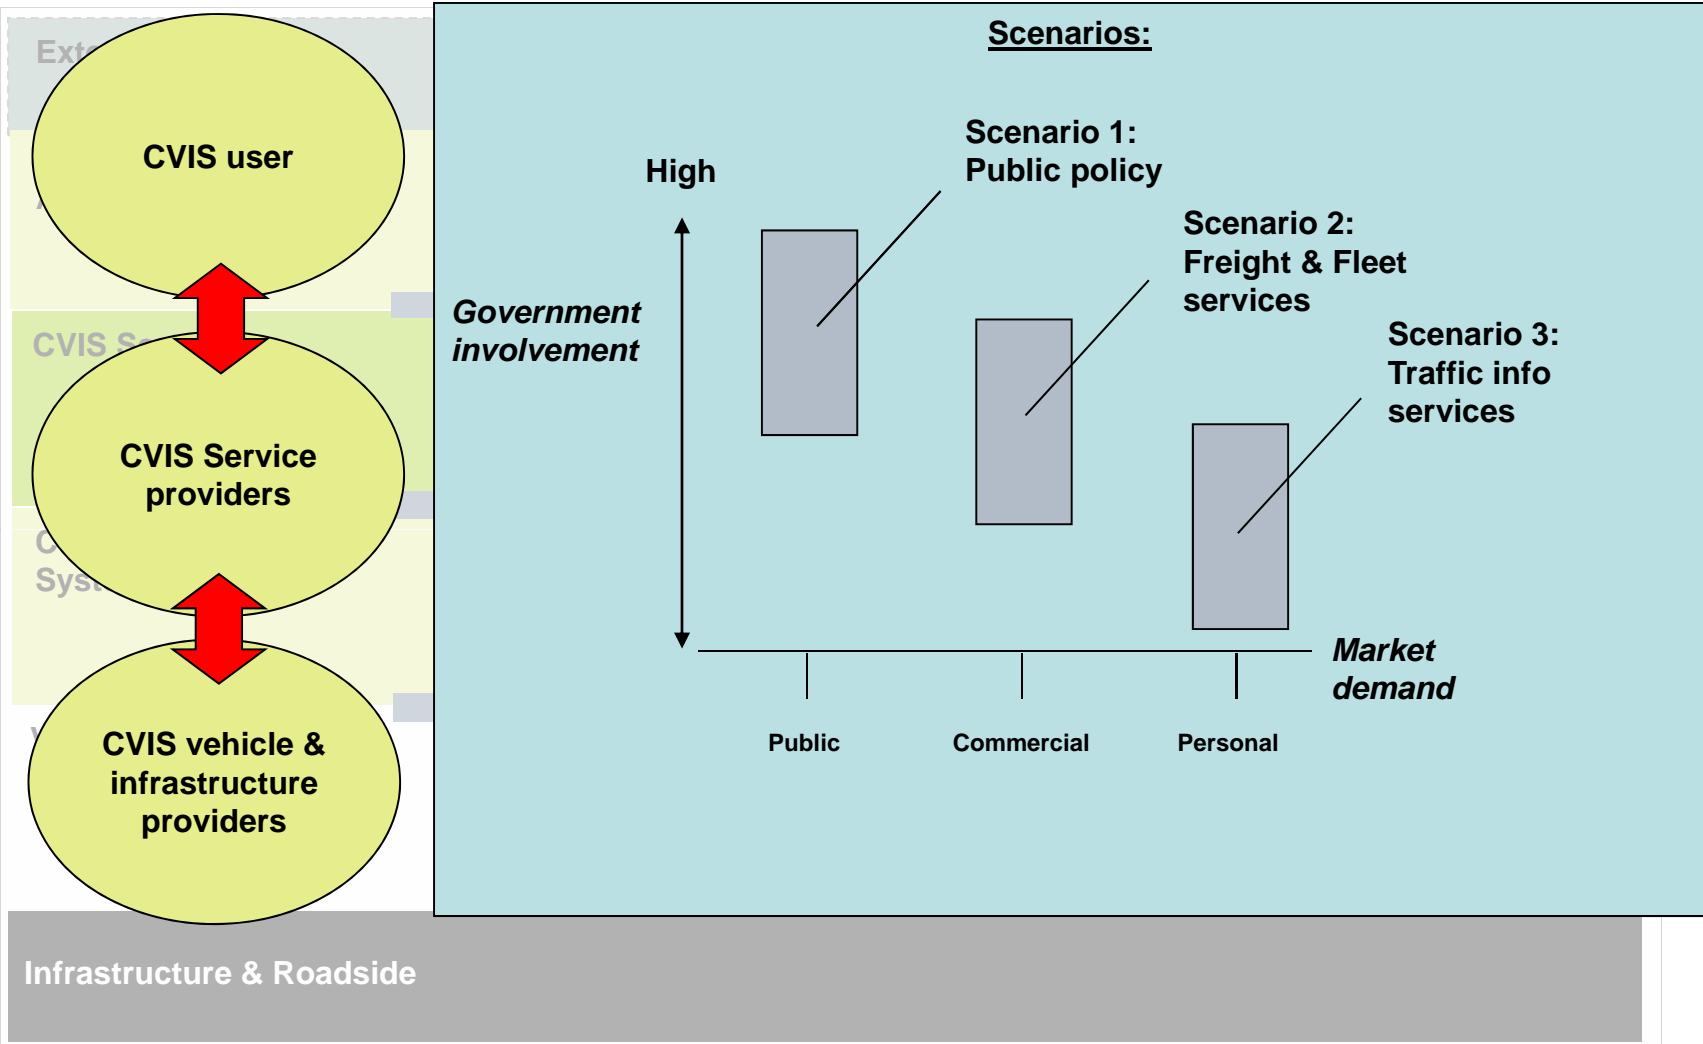 Scenarios:
CVIS user
Scenario 1:
Public policy
High
Scenario 2:
Freight & Fleet
services
Government
involvement
Scenario 3:
Traffic info
services
CVIS Service
providers
Market
demand
Public
Commercial
Personal
CVIS vehicle &
infrastructure
providers
Infrastructure & Roadside
CVIS